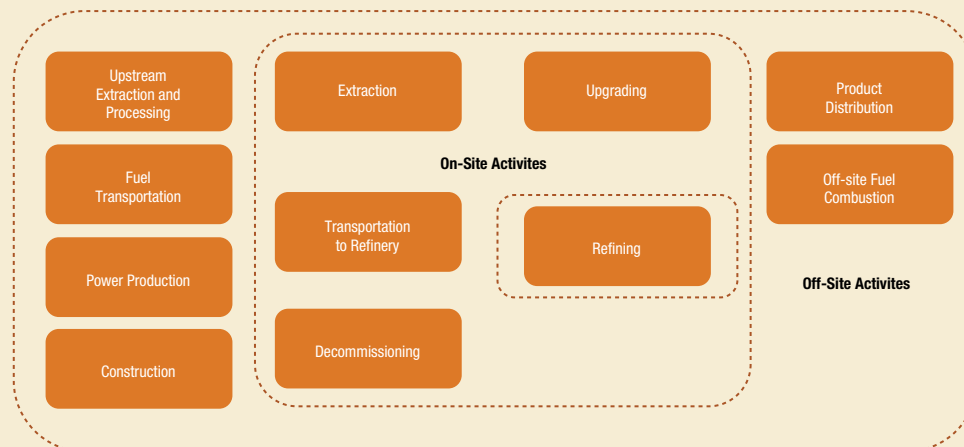 Upstream
Extraction and
Processing
Fuel
Transportation
Power Production
Construction
Extraction
Upgrading
On-Site Activites
Transportation
to Refinery
Refining
Decommissioning
Product
Distribution
Off-site Fuel
Combustion
Off-Site Activites